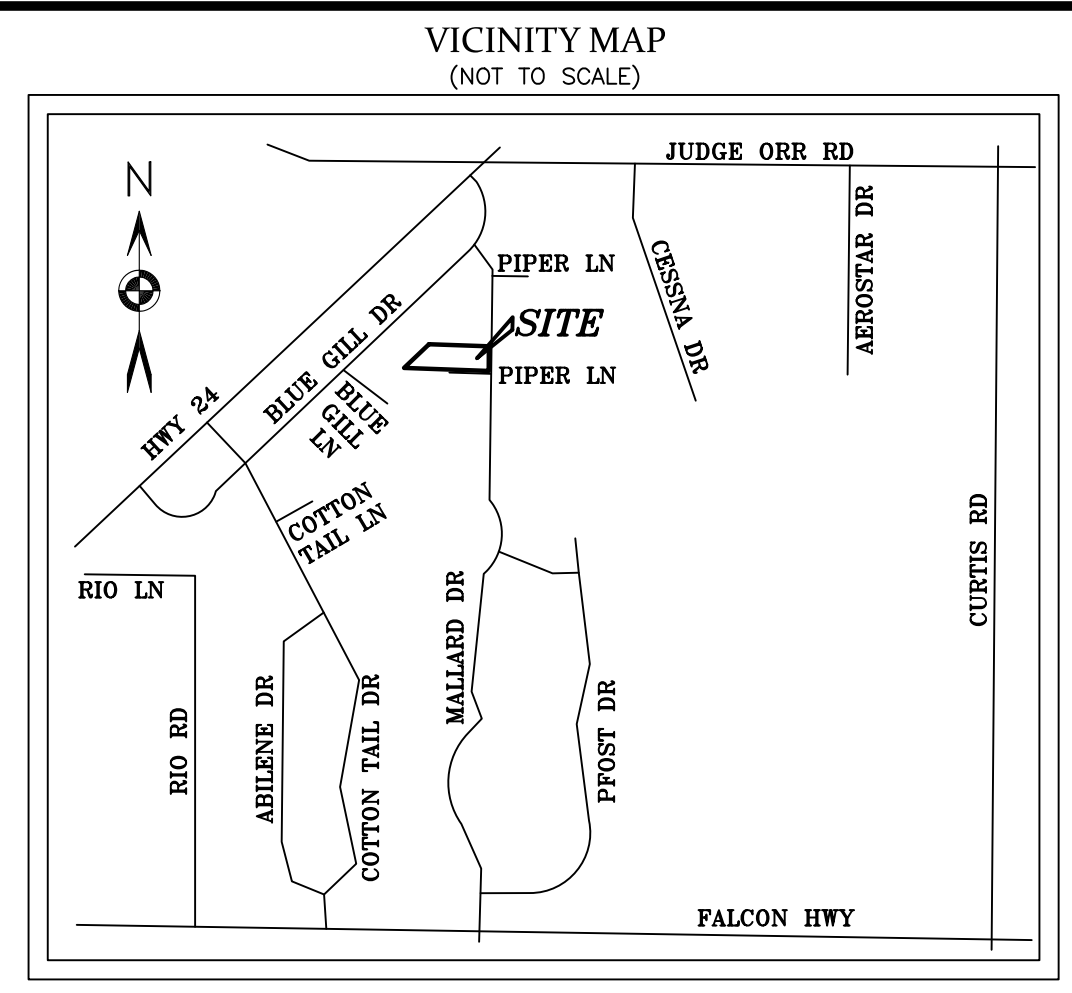 VICINITY MAP
(NOT TO SCALE)
N
JUDGE ORR RD
PIPER LN
CESSNA DR
AEROSTAR DR
SITE
PIPER LN
BLUE GILL DR
HWY 24
BLUE
GILL
LN
COTTON
TAIL LN
CURTIS RD
RIO LN
MALLARD DR
RIO RD
ABILENE DR
COTTON TAIL DR
PFOST DR
FALCON HWY